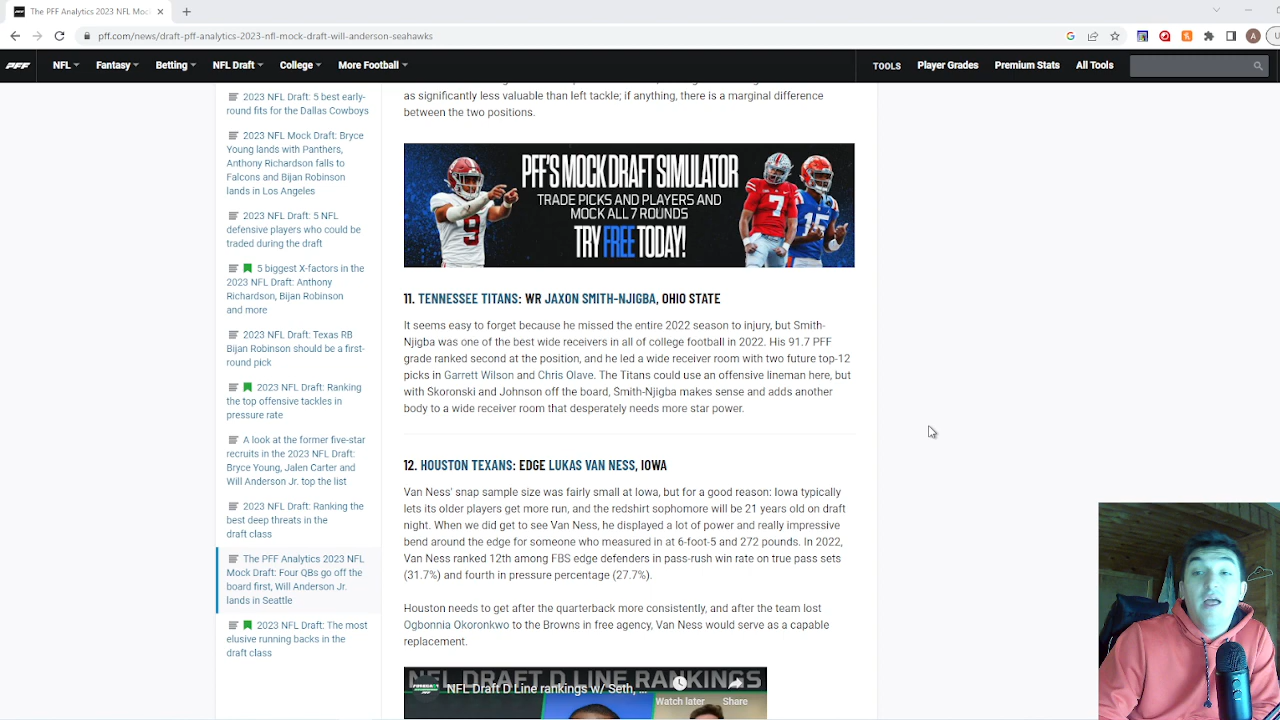 The PFF Analytics 2023 NFL Moc
pff.com/news/draft-pff-analytics-2023-nfl-mock-draft-will-anderson-seahawks
PFF NFL Fantasy Betting NFL Draft College More Football TOOLS Player Grades Premium Stats All Tools
2023 NFL Draft: 5 best early-
round fits for the Dallas Cowboys
2023 NFL Mock Draft: Bryce
Young lands with Panthers,
Anthony Richardson falls to
Falcons and Bijan Robinson
lands in Los Angeles
2023 NFL Draft: 5 NFL
defensive players who could be
traded during the draft
5 biggest X-factors in the
2023 NFL Draft: Anthony
Richardson, Bijan Robinson
and more
2023 NFL Draft: Texas RB
Bijan Robinson should be a first-
round pick
2023 NFL Draft: Ranking
the top offensive tackles in
pressure rate
A look at the former five-star
recruits in the 2023 NFL Draft:
Bryce Young, Jalen Carter and
Will Anderson Jr. top the list
2023 NFL Draft: Ranking the
best deep threats in the
draft class
The PFF Analytics 2023 NFL
Mock Draft: Four QBs go off the
board first, Will Anderson Jr.
lands in Seattle
2023 NFL Draft: The most
elusive running backs in the
draft class
as significantly less valuable than left tackle; if anything, there is a marginal difference
between the two positions.
PFF'S MOCK DRAFT SIMULATOR
TRADE PICKS AND PLAYERS AND
MOCK ALL 7 ROUNDS
TRY FREE TODAY!
9
7
15
11. TENNESSEE TITANS: WR JAXON SMITH-NJIGBA, OHIO STATE
It seems easy to forget because he missed the entire 2022 season to injury, but Smith-
Njigba was one of the best wide receivers in all of college football in 2022. His 91.7 PFF
grade ranked second at the position, and he led a wide receiver room with two future top-12
picks in Garrett Wilson and Chris Olave. The Titans could use an offensive lineman here, but
with Skoronski and Johnson off the board, Smith-Njigba makes sense and adds another
body to a wide receiver room that desperately needs more star power.
12. HOUSTON TEXANS: EDGE LUKAS VAN NESS, IOWA
Van Ness' snap sample size was fairly small at Iowa, but for a good reason: Iowa typically
lets its older players get more run, and the redshirt sophomore will be 21 years old on draft
night. When we did get to see Van Ness, he displayed a lot of power and really impressive
bend around the edge for someone who measured in at 6-foot-5 and 272 pounds. In 2022,
Van Ness ranked 12th among FBS edge defenders in pass-rush win rate on true pass sets
(31.7%) and fourth in pressure percentage (27.7%).
Houston needs to get after the quarterback more consistently, and after the team lost
Ogbonnia Okoronkwo to the Browns in free agency, Van Ness would serve as a capable
replacement.
NFL DRAFT D LINE RANKINGS
NFL Draft D Line rankings w/ Seth, ...
Watch later Share